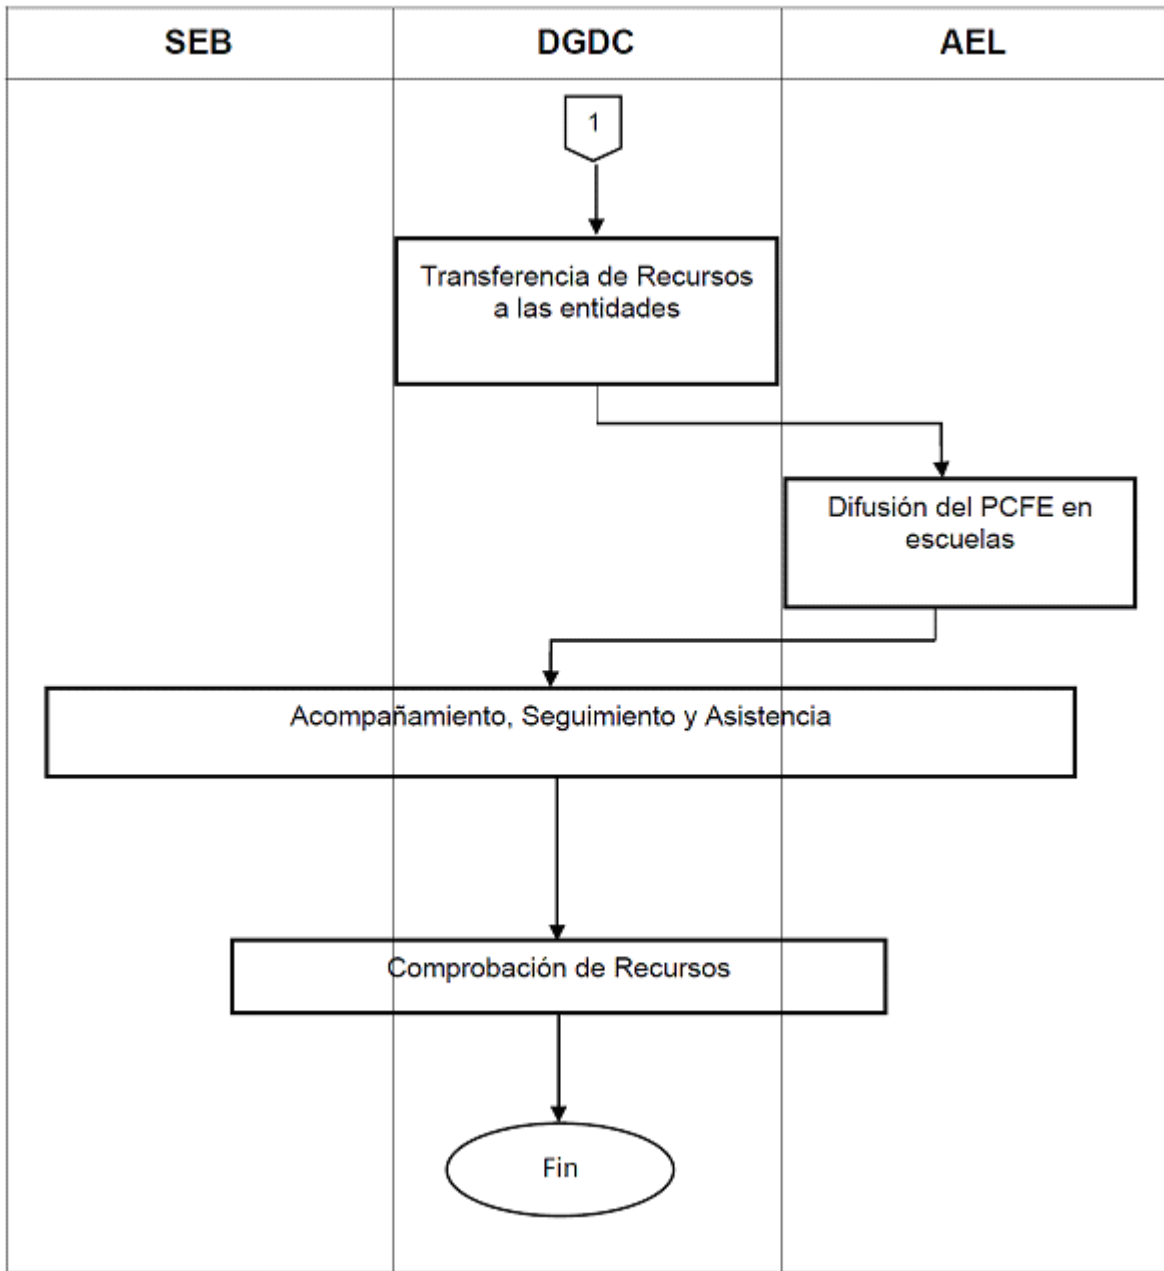 SEB
DGDC
AEL
1
Transferencia de Recursos
a las entidades
Difusión del PCFE en
escuelas
Acompañamiento, Seguimiento y Asistencia
Comprobación de Recursos
Fin